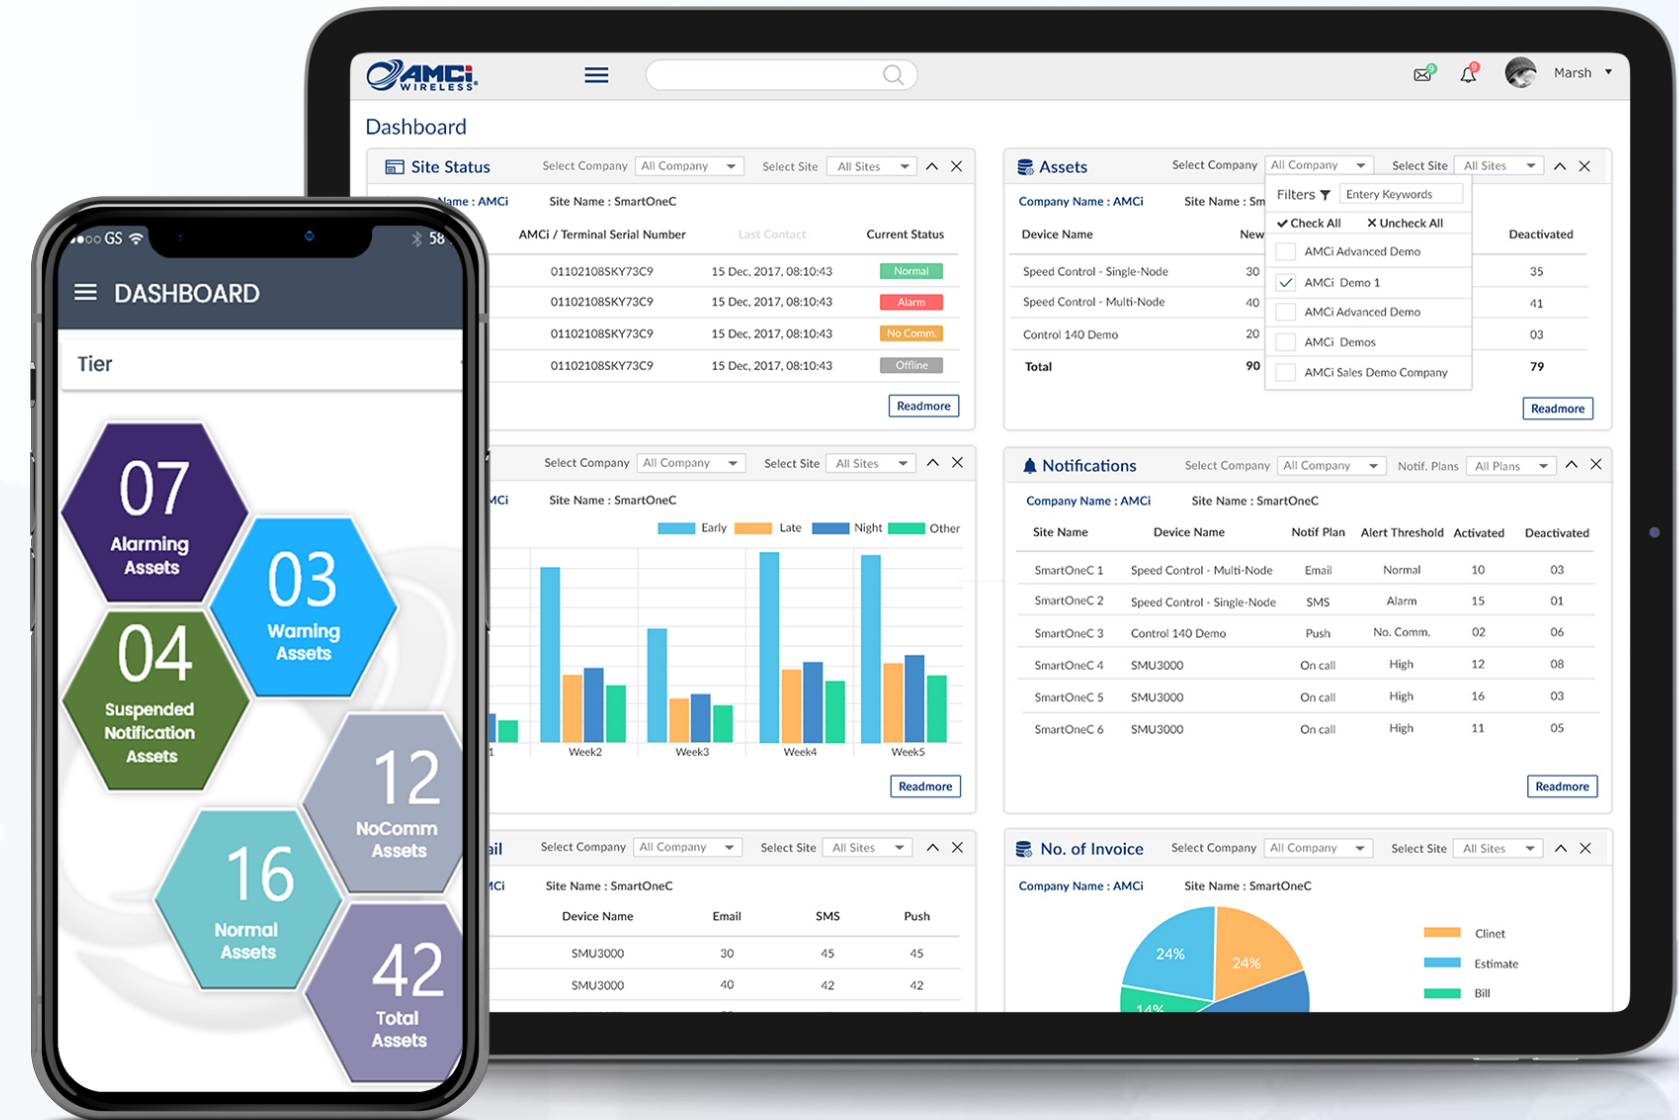 AMCi
WIRELESS
9
9
Marsh
Dashboard
Site Status Select Company All Company Select Site All Sites
Name : AMCi Site Name : SmartOneC
AMCi / Terminal Serial Number Last Contact Current Status
01102108SKY73C9 15 Dec, 2017, 08:10:43 Normal
01102108SKY73C9 15 Dec, 2017, 08:10:43 Alarm
01102108SKY73C9 15 Dec, 2017, 08:10:43 No Comm.
01102108SKY73C9 15 Dec, 2017, 08:10:43 Offline
Readmore
Assets Select Company All Company Select Site All Sites
Company Name : AMCi Site Name : Sm
Device Name New Deactivated
Speed Control - Single-Node 30 35
Speed Control - Multi-Node 40 41
Control 140 Demo 20 03
Total 90 79
Readmore
Filters Entery Keywords
Check All Uncheck All
AMCi Advanced Demo
AMCi Demo 1
AMCi Advanced Demo
AMCi Demos
AMCi Sales Demo Company
Select Company All Company Select Site All Sites
MCi Site Name : SmartOneC
Early Late Night Other
1 Week2 Week3 Week4 Week5
Readmore
Notifications Select Company All Company Notif. Plans All Plans
Company Name : AMCi Site Name : SmartOneC
Site Name Device Name Notif Plan Alert Threshold Activated Deactivated
SmartOneC 1 Speed Control - Multi-Node Email Normal 10 03
SmartOneC 2 Speed Control - Single-Node SMS Alarm 15 01
SmartOneC 3 Control 140 Demo Push No. Comm. 02 06
SmartOneC 4 SMU3000 On call High 12 08
SmartOneC 5 SMU3000 On call High 16 03
SmartOneC 6 SMU3000 On call High 11 05
Readmore
ail Select Company All Company Select Site All Sites
MCi Site Name : SmartOneC
Device Name Email SMS Push
SMU3000 30 45 45
SMU3000 40 42 42
No. of Invoice Select Company All Company Select Site All Sites
Company Name : AMCi Site Name : SmartOneC
24% 24%
14%
Clinet
Estimate
Bill
GS 58
DASHBOARD
Tier
07
Alarming
Assets
03
Warning
Assets
04
Suspended
Notification
Assets
12
NoComm
Assets
16
Normal
Assets
42
Total
Assets